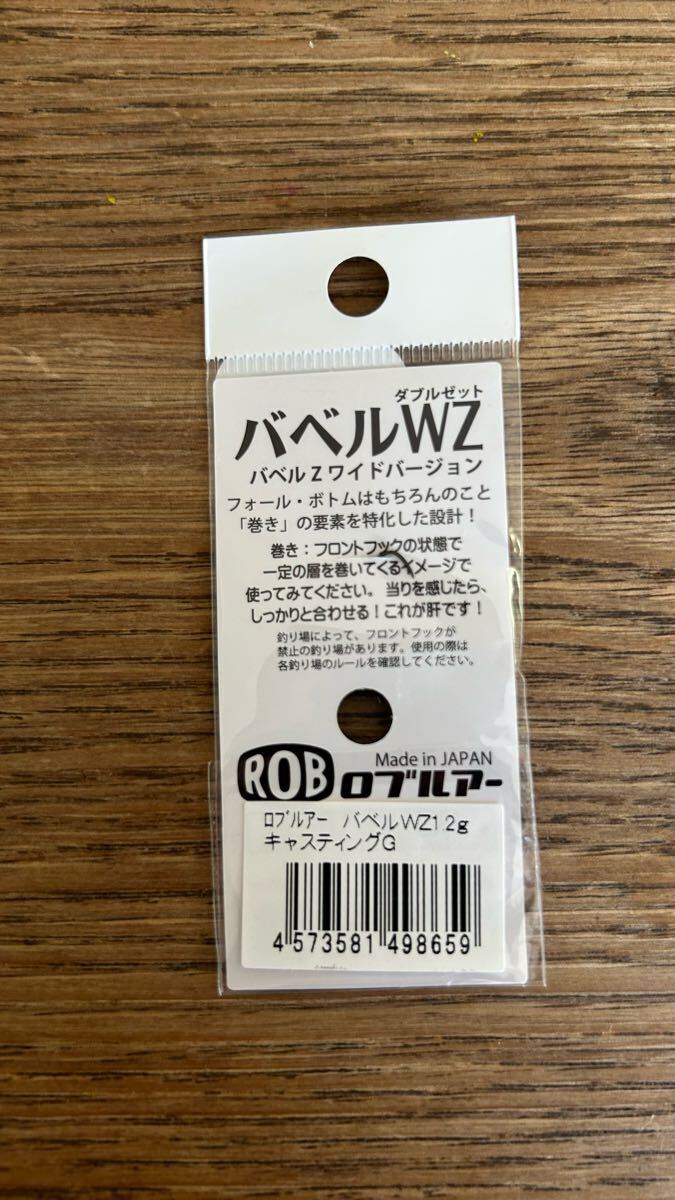 ダブルゼット
バベルWZ
バベルZワイドバージョン
フォール・ボトムはもちろんのこと
「巻き」の要素を特化した設計！
巻き：フロントフックの状態で
一定の層を巻いてくるイメージで
使ってみてください。当りを感じたら、
しっかりと合わせる！これが肝です！
釣り場によって、フロントフックが
禁止の釣り場があります。使用の際は
各釣り場のルールを確認してください。
Made in JAPAN
ROB ロブルアー
ﾛﾌﾞﾙｱｰ バベルWZ1.2g
キャスティングG
4 573581 498659